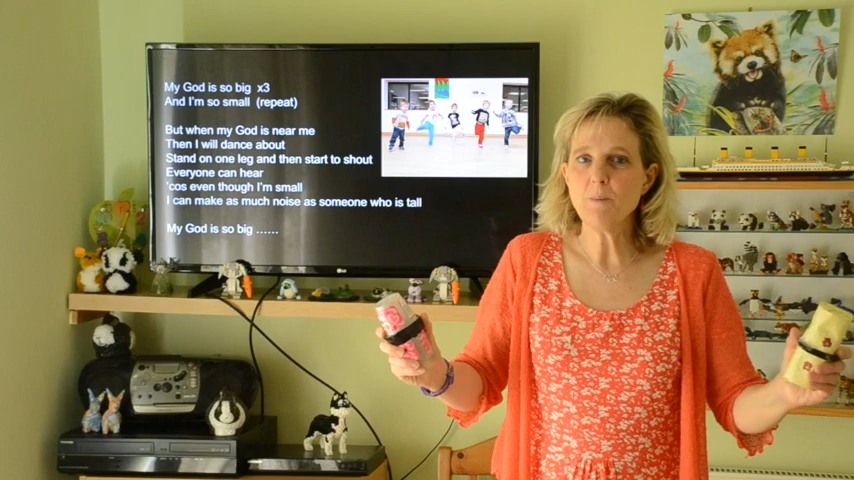 My God is so big x3
And I'm so small (repeat)
But when my God is near me
Then I will dance about
Stand on one leg and then start to shout
Everyone can hear
'cos even though I'm small
I can make as much noise as someone who is tall
My God is so big ......
LG